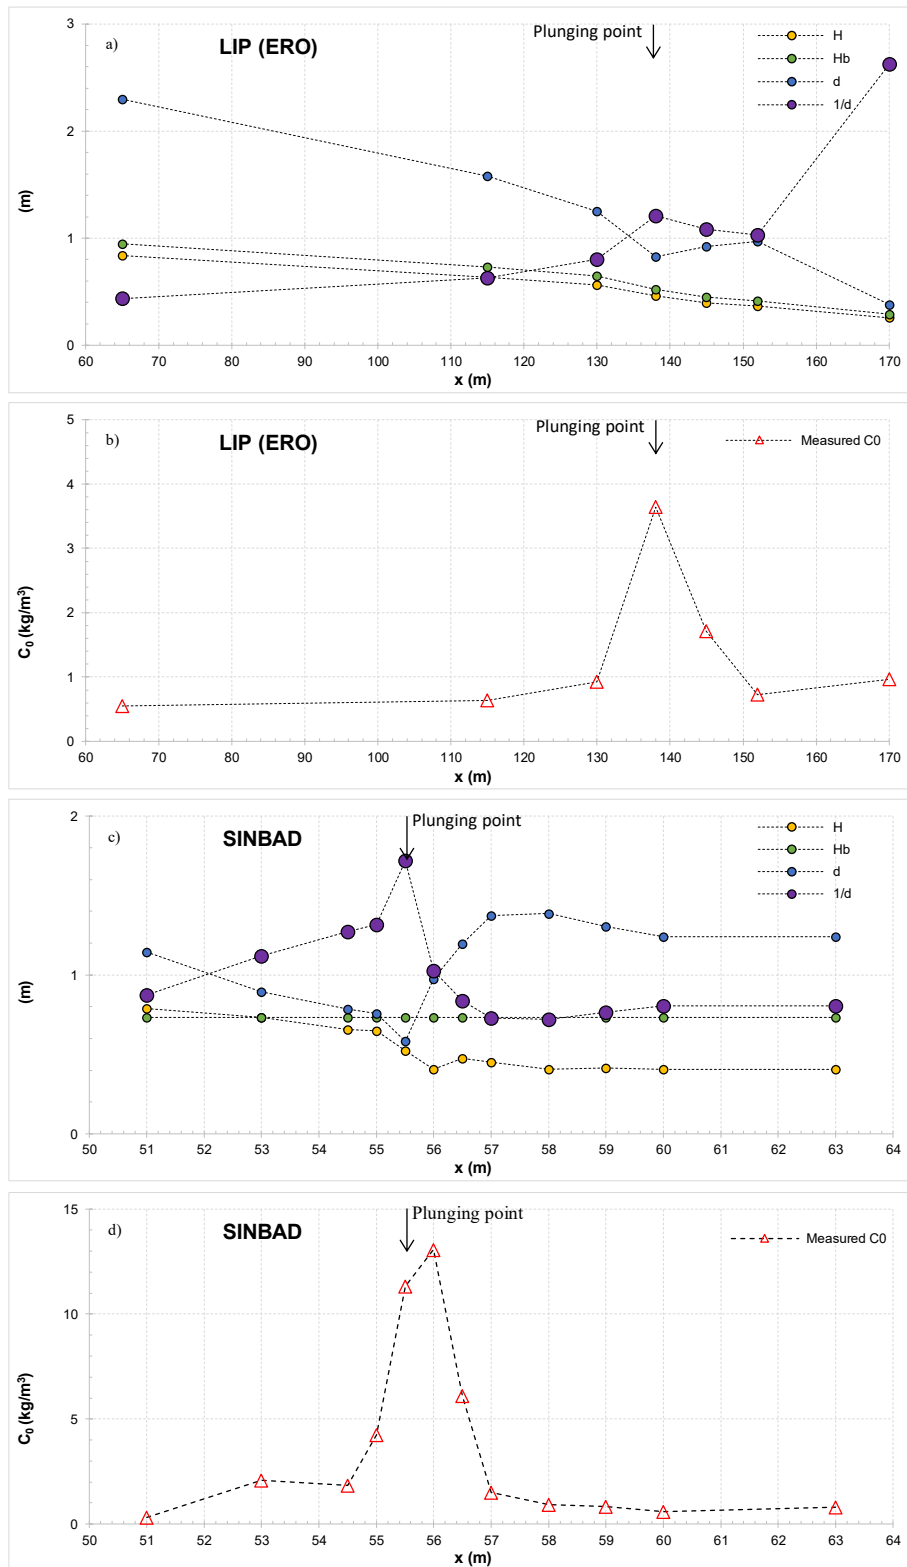 a)
LIP (ERO)
Plunging point
H
Hb
d
1/d
3
2
1
0
(m)
60 70 80 90 100 110 120 130 140 150 160 170
x (m)
b)
LIP (ERO)
Plunging point
Measured C0
5
4
3
2
1
0
C0 (kg/m³)
60 70 80 90 100 110 120 130 140 150 160 170
x (m)
c)
SINBAD
Plunging point
H
Hb
d
1/d
2
1
0
(m)
50 51 52 53 54 55 56 57 58 59 60 61 62 63 64
x (m)
d)
SINBAD
Plunging point
Measured C0
15
10
5
0
C0 (kg/m³)
50 51 52 53 54 55 56 57 58 59 60 61 62 63 64
x (m)